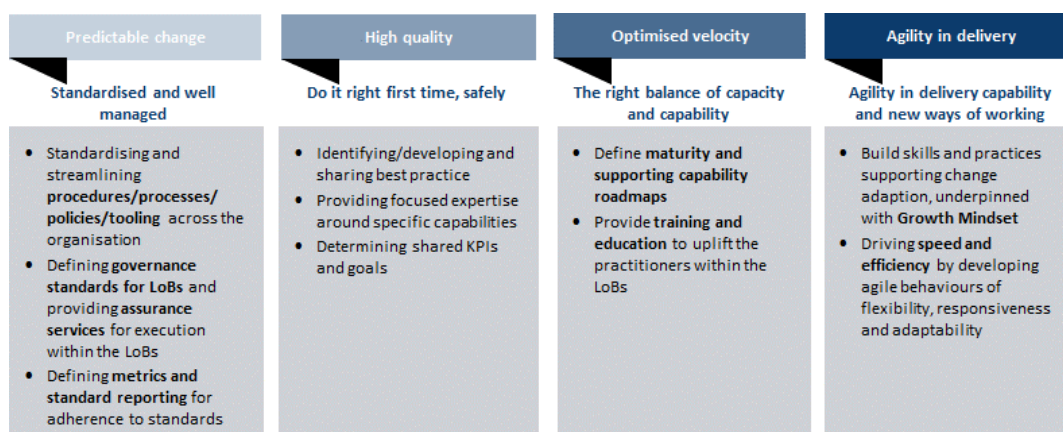 Predictable change
Standardised and well
managed
• Standardising and
streamlining
procedures/processes/
policies/tooling across the
organisation
• Defining governance
standards for LoBs and
providing assurance
services for execution
within the LoBs
• Defining metrics and
standard reporting for
adherence to standards
High quality
Do it right first time, safely
• Identifying/developing and
sharing best practice
• Providing focused expertise
around specific capabilities
• Determining shared KPIs
and goals
Optimised velocity
The right balance of capacity
and capability
• Define maturity and
supporting capability
roadmaps
• Provide training and
education to uplift the
practitioners within the
LoBs
Agility in delivery
Agility in delivery capability
and new ways of working
• Build skills and practices
supporting change
adaption, underpinned
with Growth Mindset
• Driving speed and
efficiency by developing
agile behaviours of
flexibility, responsiveness
and adaptability